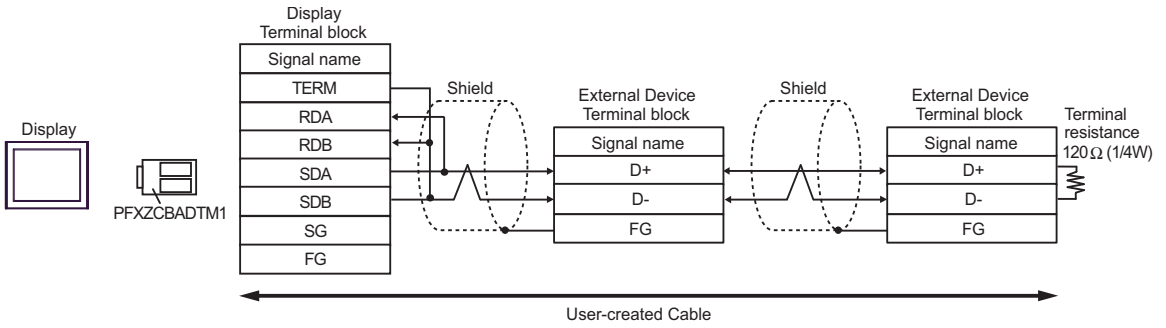 Display
Terminal block
Signal name
TERM
RDA
RDB
SDA
SDB
SG
FG
Display
PFXZCBADTM1
Shield
External Device
Terminal block
Signal name
D+
D-
FG
Shield
External Device
Terminal block
Signal name
D+
D-
FG
Terminal
resistance
120Ω (1/4W)
User-created Cable